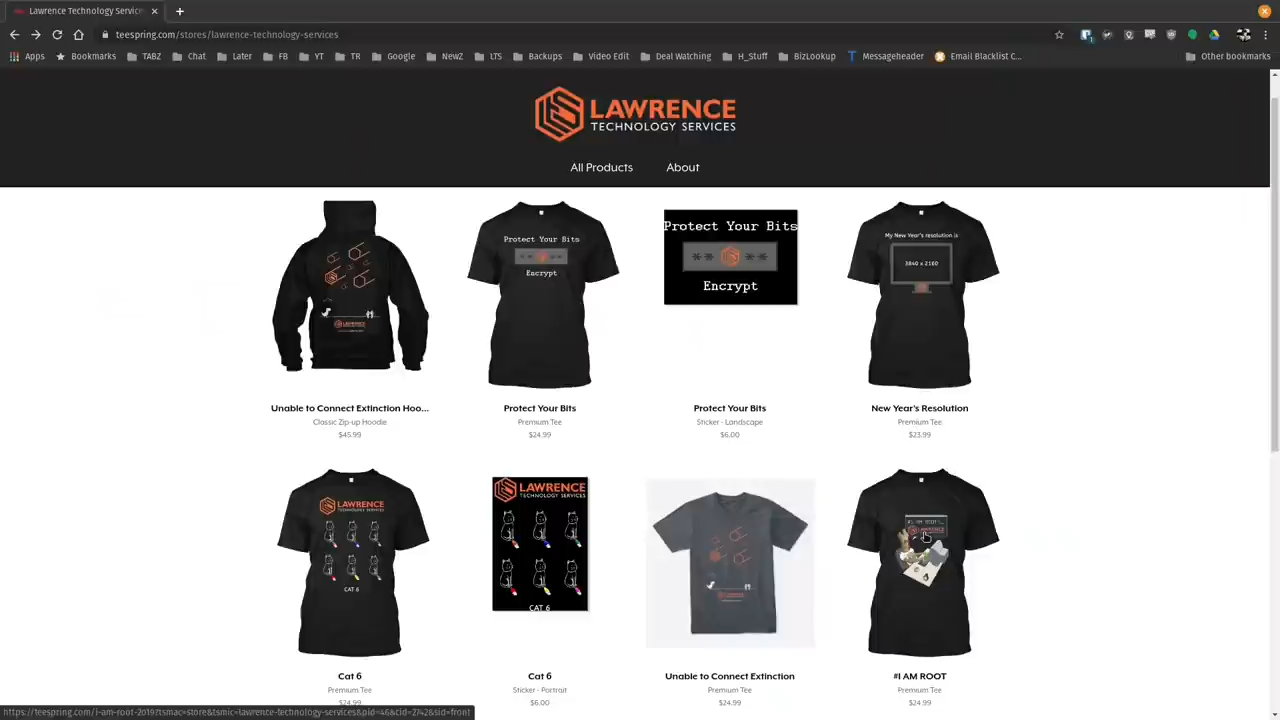 Lawrence Technology Service
teespring.com/stores/lawrence-technology-services
Apps Bookmarks TABZ Chat Later FB YT TR Google NewZ LTS Backups Video Edit Deal Watching H_Stuff BizLookup Messageheader Email Blacklist C... Other bookmarks
LAWRENCE
TECHNOLOGY SERVICES
All Products About
Protect Your Bits
Encrypt
Protect Your Bits
Encrypt
My New Year's resolution is
3840 x 2160
Unable to Connect Extinction Hoo... Protect Your Bits Protect Your Bits New Year's Resolution
Classic Zip-up Hoodie Premium Tee Sticker - Landscape Premium Tee
$45.99 $24.99 $6.00 $23.99
LAWRENCE
TECHNOLOGY SERVICES
CAT 6
LAWRENCE
TECHNOLOGY SERVICES
CAT 6
Cat 6 Cat 6 Unable to Connect Extinction #I AM ROOT
Premium Tee Sticker - Portrait Premium Tee Premium Tee
$24.99 $6.00 $24.99 $24.99